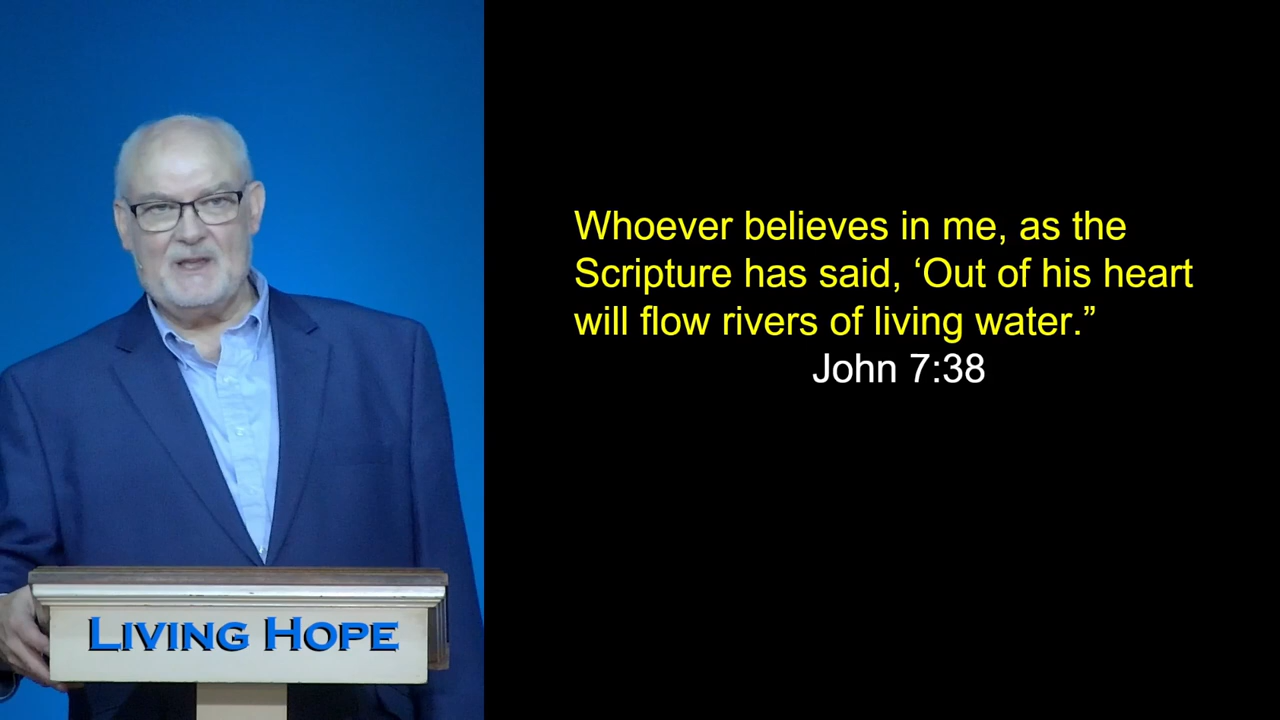 Whoever believes in me, as the
Scripture has said, ‘Out of his heart
will flow rivers of living water.”
John 7:38
LIVING HOPE